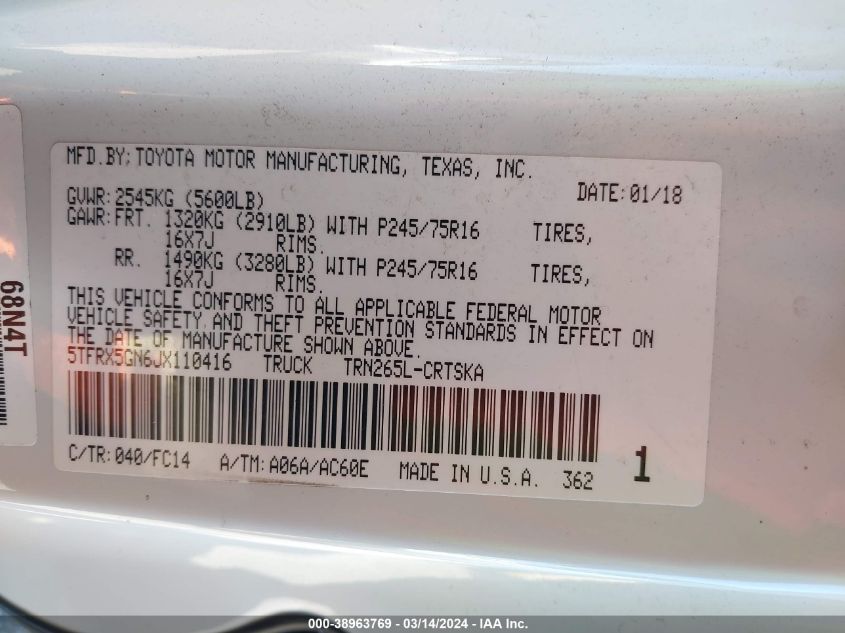 MFD.BY:TOYOTA MOTOR MANUFACTURING, TEXAS, INC.
DATE:01/18
GVWR:2545KG (5600LB)
GAWR:FRT. 1320KG (2910LB) WITH P245/75R16 TIRES,
16X7J RIMS.
RR. 1490KG (3280LB) WITH P245/75R16 TIRES,
16X7J RIMS.
THIS VEHICLE CONFORMS TO ALL APPLICABLE FEDERAL MOTOR
VEHICLE SAFETY AND THEFT PREVENTION STANDARDS IN EFFECT ON
THE DATE OF MANUFACTURE SHOWN ABOVE.
5TFRX5GN6JX110416 TRUCK TRN265L-CRTSKA
C/TR:040/FC14 A/TM:A06A/AC60E MADE IN U.S.A. 362
1
68N4T
000-38963769 - 03/14/2024 - IAA Inc.